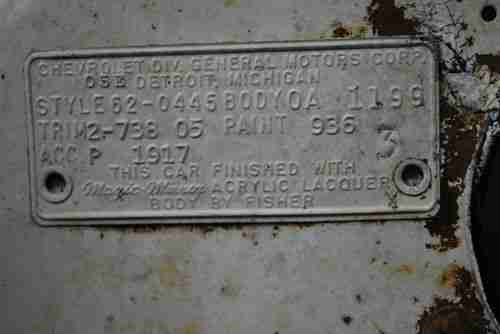 CHEVROLET DIV. GENERAL MOTORS CORP.
05E DETROIT, MICHIGAN
STYLE 62-0445 BODY OA 1199
TRIM 2-738 05 PAINT 936 3
ACC. P 1917
THIS CAR FINISHED WITH
Magic-Mirror ACRYLIC LACQUER
BODY BY FISHER